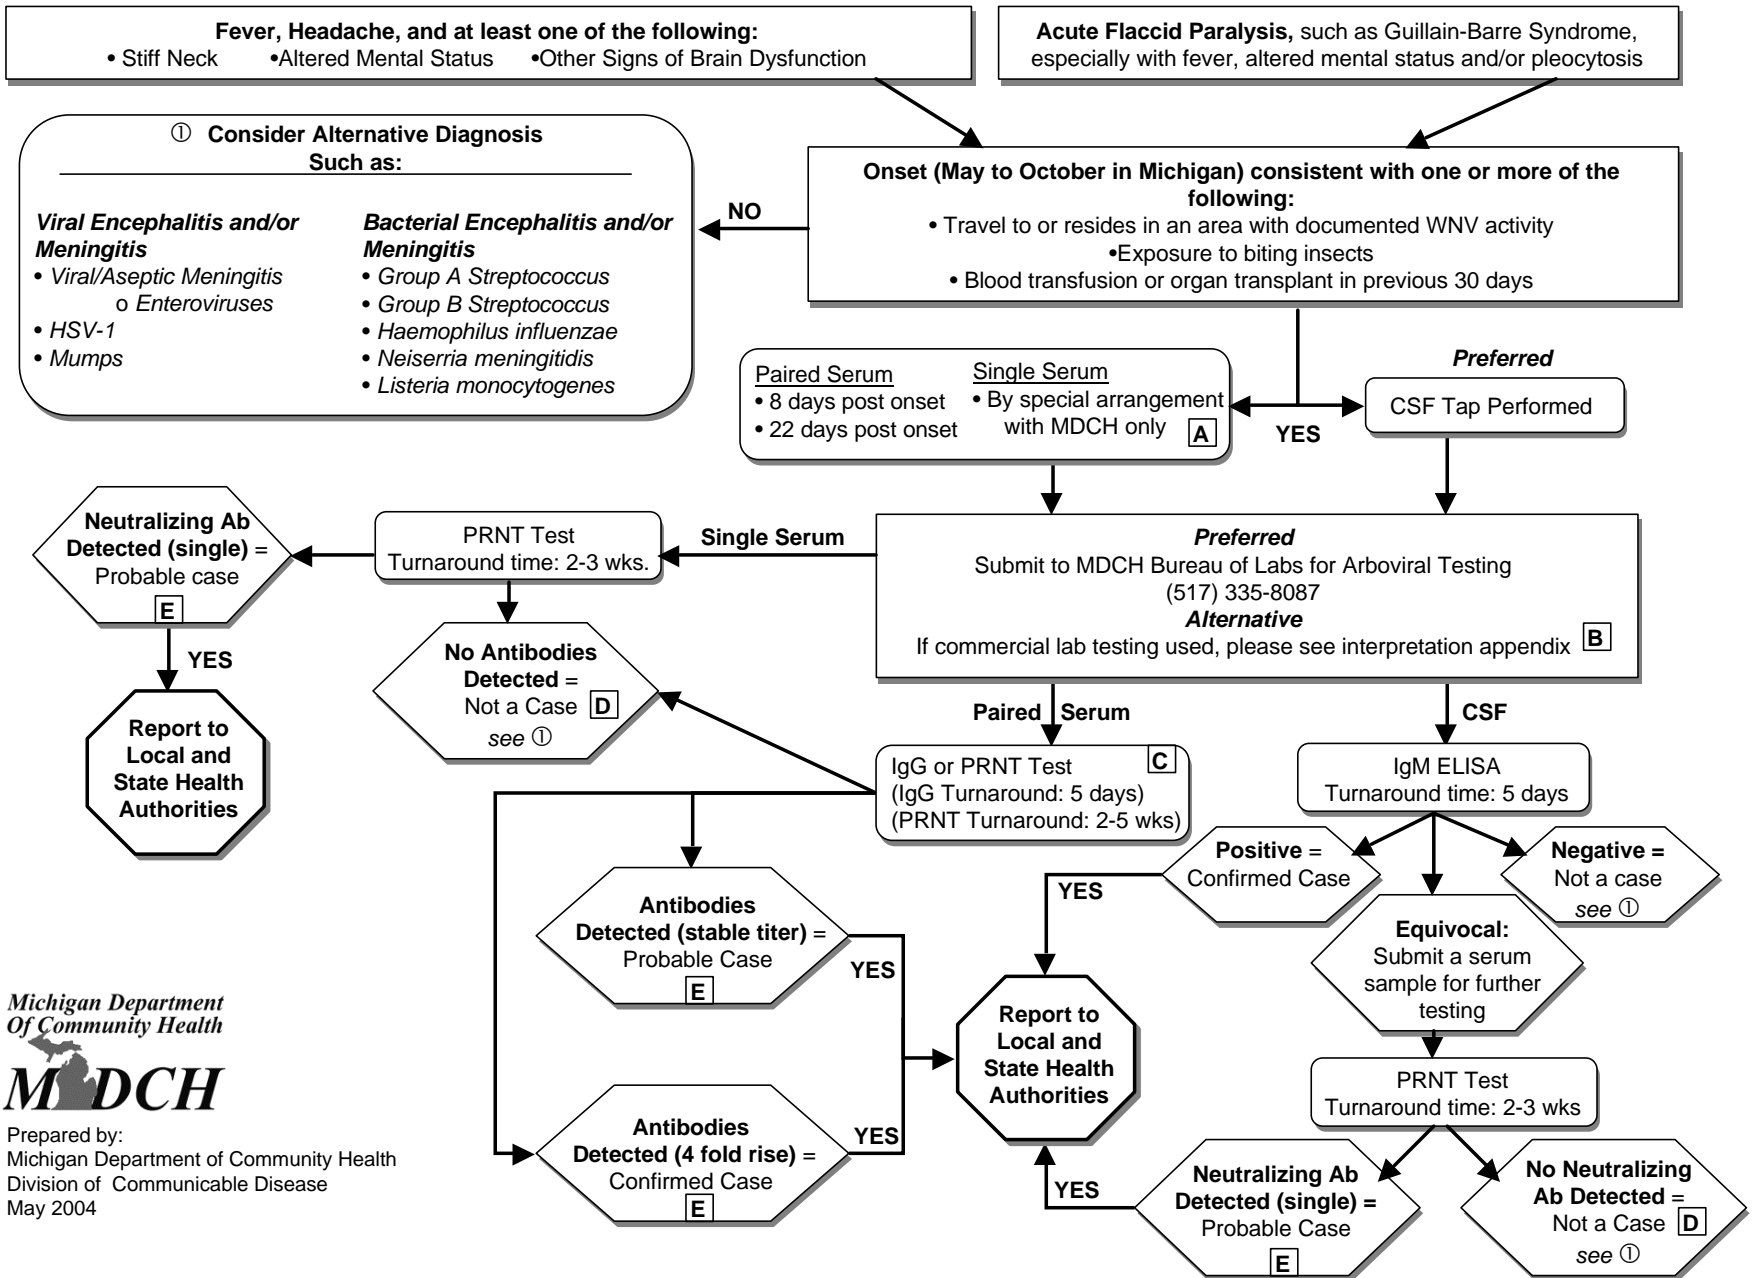 Fever, Headache, and at least one of the following:
• Stiff Neck •Altered Mental Status •Other Signs of Brain Dysfunction
Acute Flaccid Paralysis, such as Guillain-Barre Syndrome,
especially with fever, altered mental status and/or pleocytosis
① Consider Alternative Diagnosis
Such as:
Viral Encephalitis and/or
Meningitis
• Viral/Aseptic Meningitis
o Enteroviruses
• HSV-1
• Mumps
Bacterial Encephalitis and/or
Meningitis
• Group A Streptococcus
• Group B Streptococcus
• Haemophilus influenzae
• Neiserria meningitidis
• Listeria monocytogenes
NO
Onset (May to October in Michigan) consistent with one or more of the
following:
• Travel to or resides in an area with documented WNV activity
•Exposure to biting insects
• Blood transfusion or organ transplant in previous 30 days
Paired Serum
• 8 days post onset
• 22 days post onset
Single Serum
• By special arrangement
with MDCH only A
YES
Preferred
CSF Tap Performed
Neutralizing Ab
Detected (single) =
Probable case
E
PRNT Test
Turnaround time: 2-3 wks.
Single Serum
Preferred
Submit to MDCH Bureau of Labs for Arboviral Testing
(517) 335-8087
Alternative
If commercial lab testing used, please see interpretation appendix B
YES
Report to
Local and
State Health
Authorities
No Antibodies
Detected =
Not a Case D
see ①
Paired Serum
CSF
IgG or PRNT Test C
(IgG Turnaround: 5 days)
(PRNT Turnaround: 2-5 wks)
IgM ELISA
Turnaround time: 5 days
Positive =
Confirmed Case
Negative =
Not a case
see ①
YES
Equivocal:
Submit a serum
sample for further
testing
Antibodies
Detected (stable titer) =
Probable Case
E
YES
Report to
Local and
State Health
Authorities
PRNT Test
Turnaround time: 2-3 wks
Antibodies
Detected (4 fold rise) =
Confirmed Case
E
YES
YES
Neutralizing Ab
Detected (single) =
Probable Case
E
No Neutralizing
Ab Detected =
Not a Case D
see ①
Michigan Department
Of Community Health
MDCH
Prepared by:
Michigan Department of Community Health
Division of Communicable Disease
May 2004